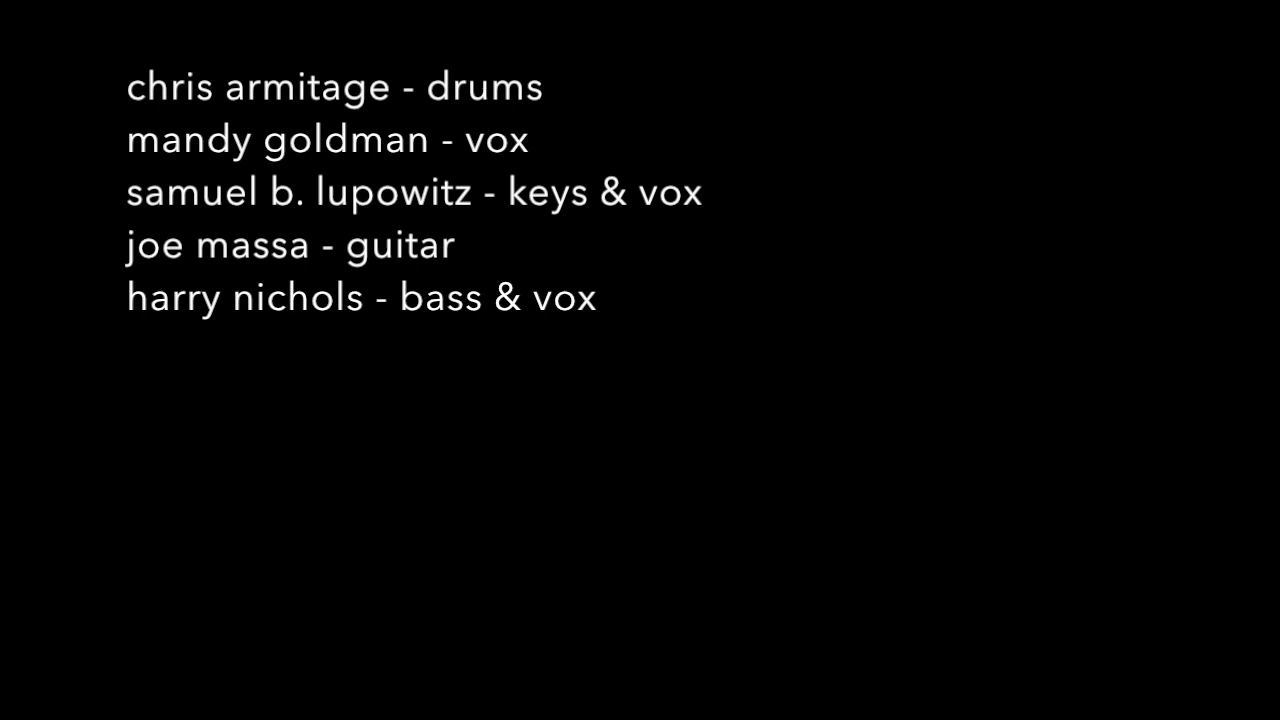 chris armitage - drums
mandy goldman - vox
samuel b. lupowitz - keys & vox
joe massa - guitar
harry nichols - bass & vox